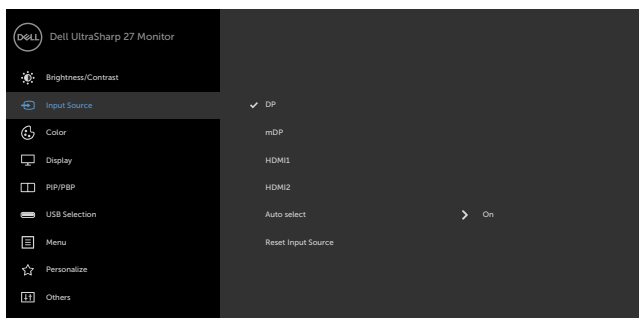 DELL Dell UltraSharp 27 Monitor
Brightness/Contrast
Input Source DP
Color mDP
Display HDMI1
PIP/PBP HDMI2
USB Selection Auto select On
Menu Reset Input Source
Personalize
Others